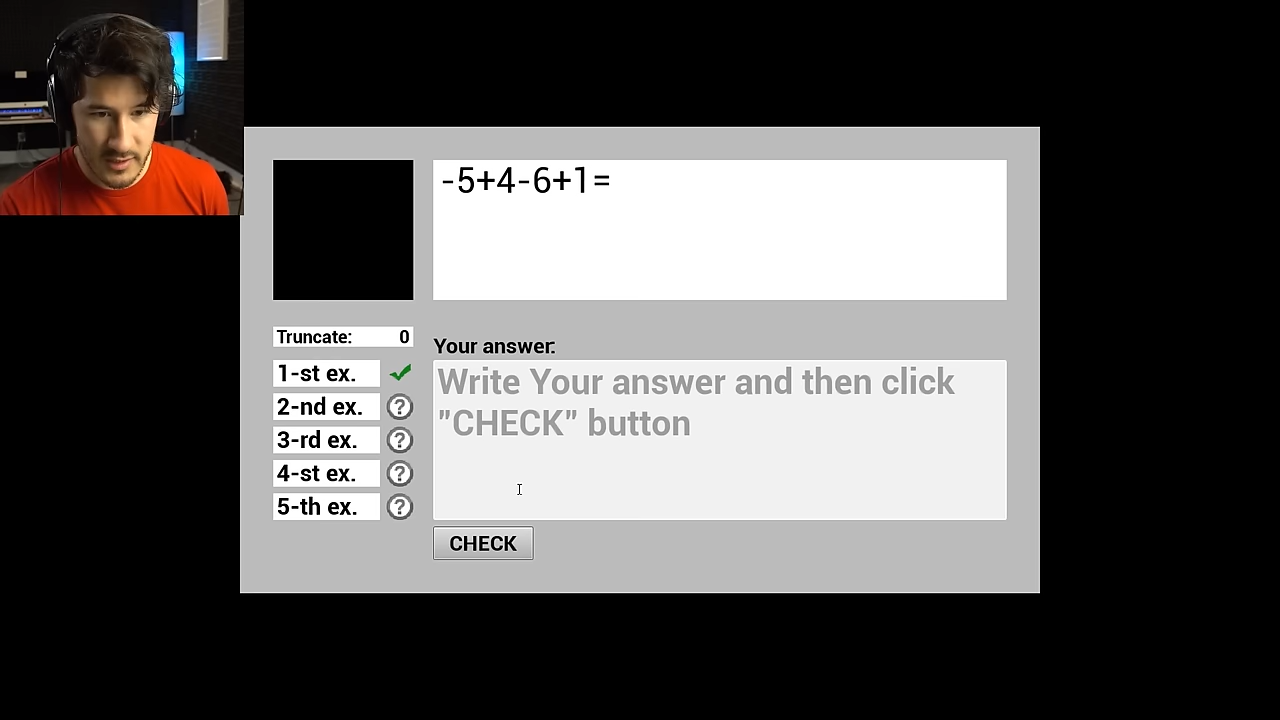 -5+4-6+1=
Truncate: 0
Your answer:
1-st ex.
2-nd ex.
3-rd ex.
4-st ex.
5-th ex.
Write Your answer and then click
"CHECK" button
CHECK